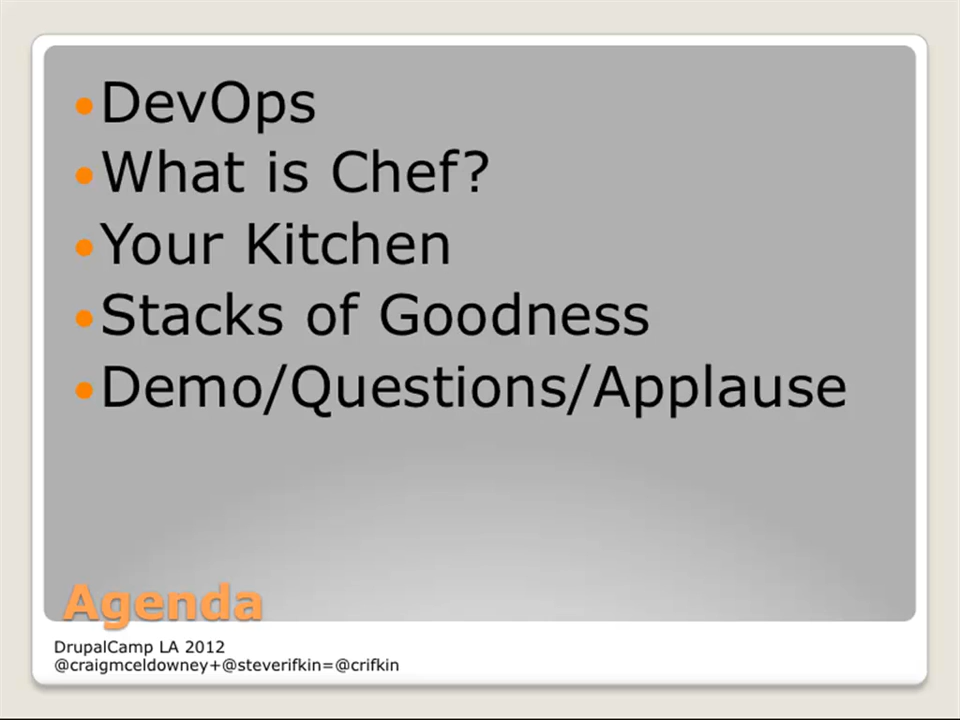 DevOps
What is Chef?
Your Kitchen
Stacks of Goodness
Demo/Questions/Applause
Agenda
DrupalCamp LA 2012
@craigmceldowney+@steverifkin=@crifkin